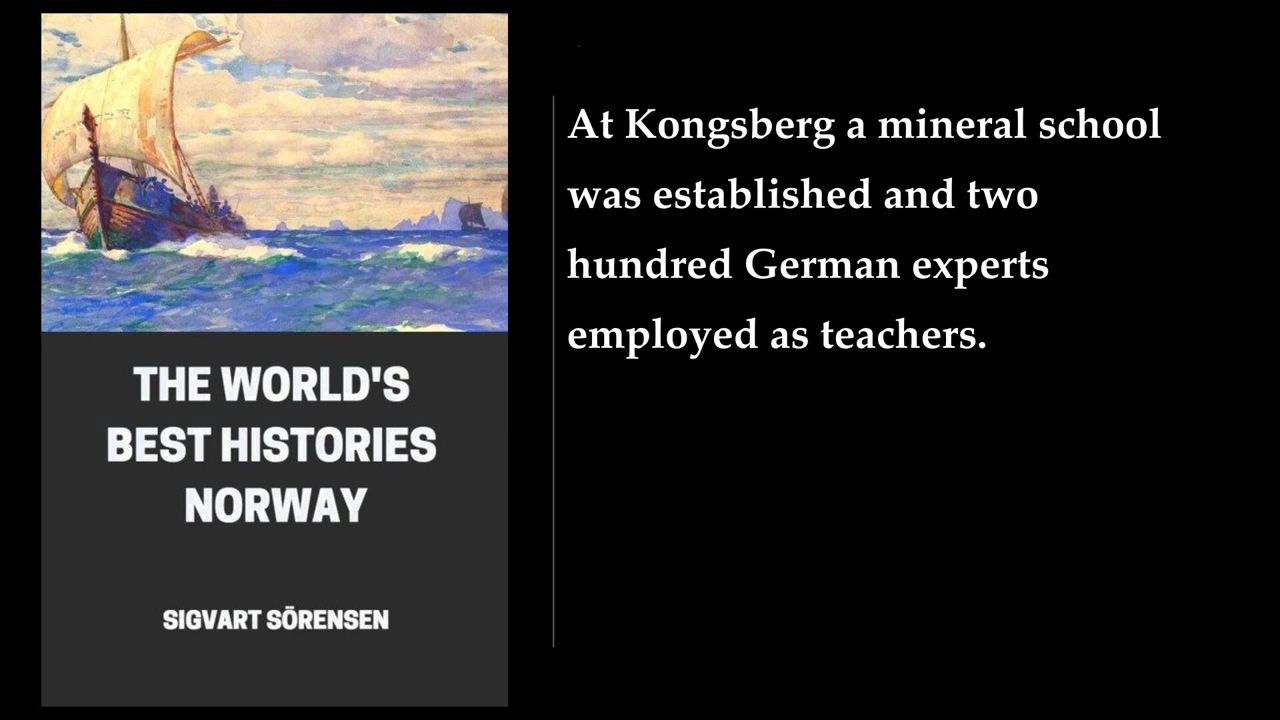 THE WORLD'S
BEST HISTORIES
NORWAY
SIGVART SÖRENSEN
At Kongsberg a mineral school
was established and two
hundred German experts
employed as teachers.